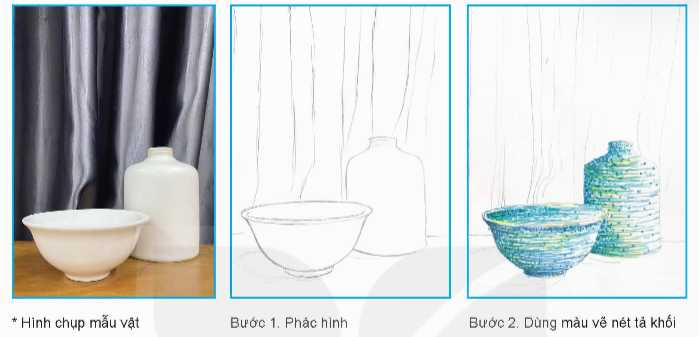 * Hình chụp mẫu vật
Bước 1. Phác hình
Bước 2. Dùng màu vẽ nét tả khối